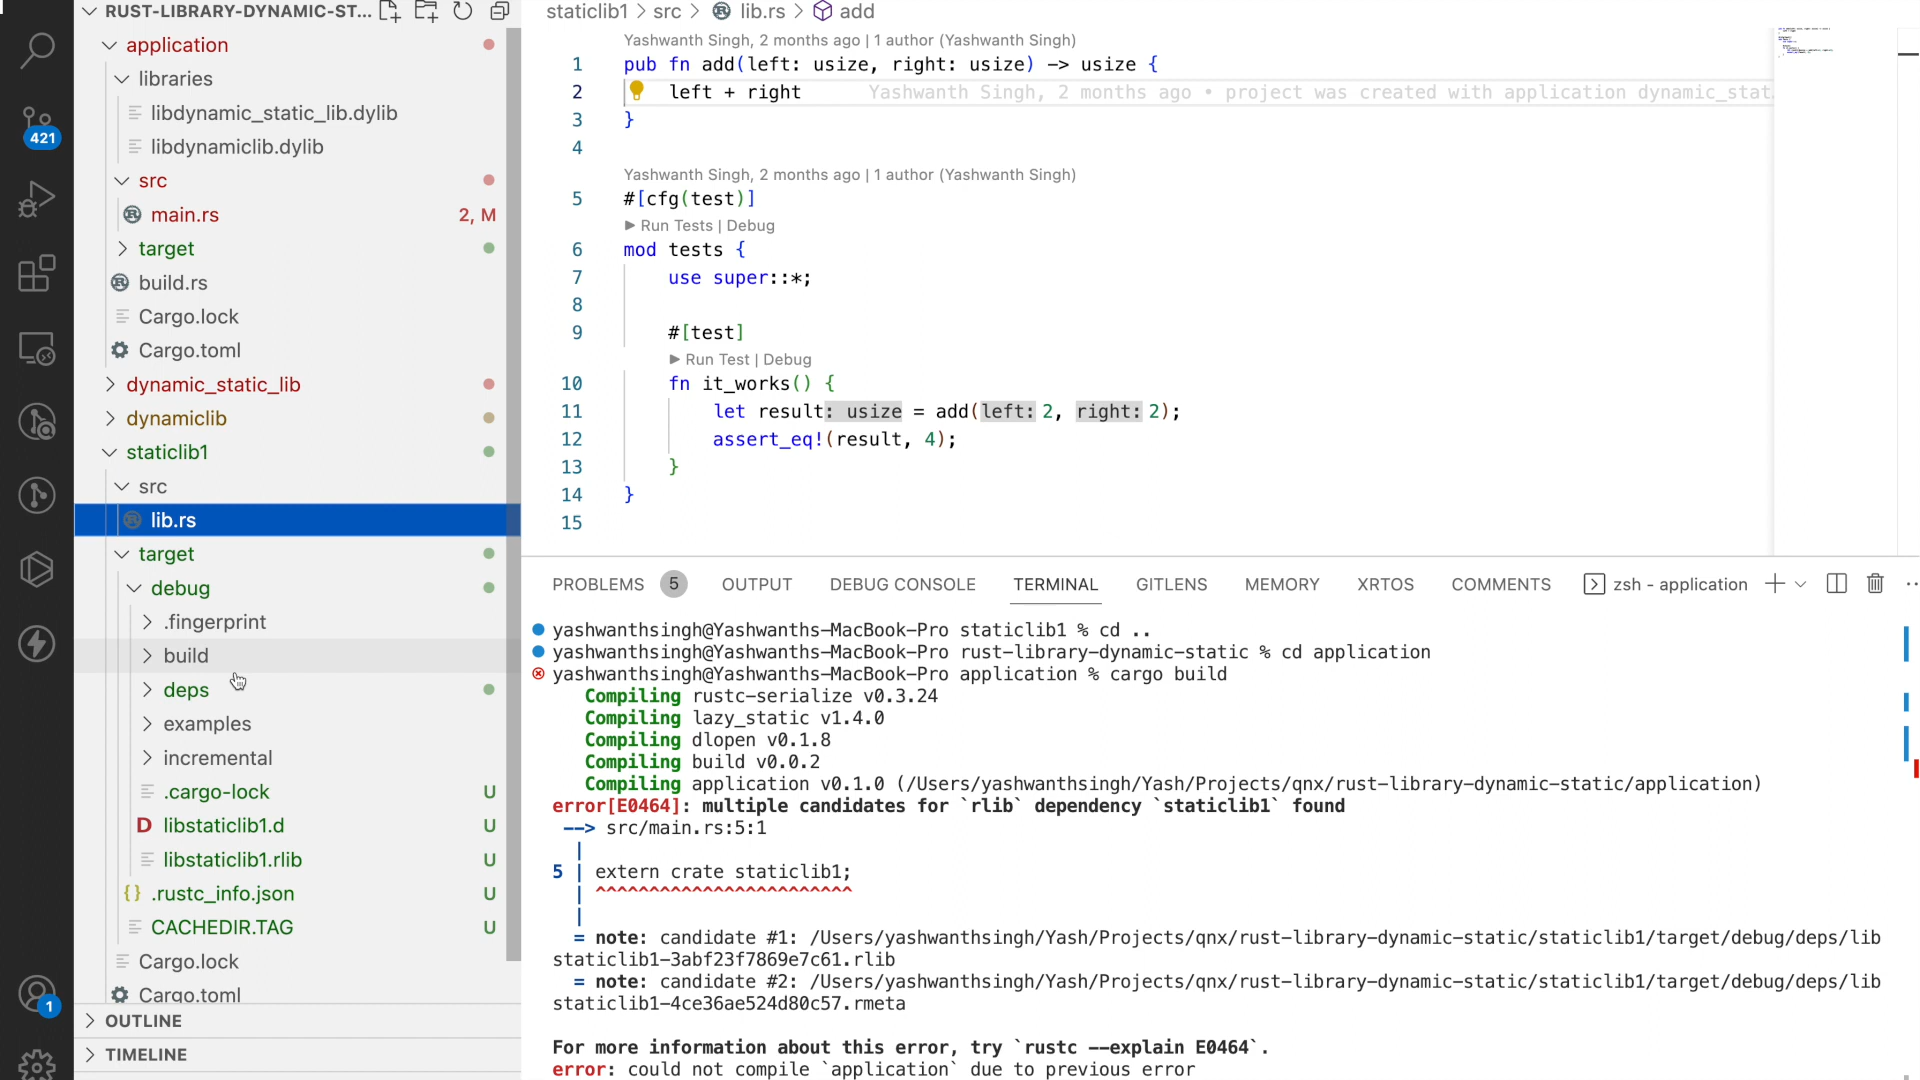 RUST-LIBRARY-DYNAMIC-ST...
application
libraries
libdynamic_static_lib.dylib
libdynamiclib.dylib
src
main.rs 2, M
target
build.rs
Cargo.lock
Cargo.toml
dynamic_static_lib
dynamiclib
staticlib1
src
lib.rs
target
debug
.fingerprint
build
deps
examples
incremental
.cargo-lock U
D libstaticlib1.d U
libstaticlib1.rlib U
{} .rustc_info.json U
CACHEDIR.TAG U
Cargo.lock
Cargo.toml
OUTLINE
TIMELINE
421
1
staticlib1 > src > lib.rs > add
Yashwanth Singh, 2 months ago | 1 author (Yashwanth Singh)
1 pub fn add(left: usize, right: usize) -> usize {
2 left + right Yashwanth Singh, 2 months ago • project was created with application dynamic_stat
3 }
4
Yashwanth Singh, 2 months ago | 1 author (Yashwanth Singh)
5 #[cfg(test)]
▶ Run Tests | Debug
6 mod tests {
7 use super::*;
8
9 #[test]
▶ Run Test | Debug
10 fn it_works() {
11 let result: usize = add(left: 2, right: 2);
12 assert_eq!(result, 4);
13 }
14 }
15
PROBLEMS 5 OUTPUT DEBUG CONSOLE TERMINAL GITLENS MEMORY XRTOS COMMENTS zsh - application
yashwanthsingh@Yashwanths-MacBook-Pro staticlib1 % cd ..
yashwanthsingh@Yashwanths-MacBook-Pro rust-library-dynamic-static % cd application
yashwanthsingh@Yashwanths-MacBook-Pro application % cargo build
Compiling rustc-serialize v0.3.24
Compiling lazy_static v1.4.0
Compiling dlopen v0.1.8
Compiling build v0.0.2
Compiling application v0.1.0 (/Users/yashwanthsingh/Yash/Projects/qnx/rust-library-dynamic-static/application)
error[E0464]: multiple candidates for `rlib` dependency `staticlib1` found
--> src/main.rs:5:1
|
5 | extern crate staticlib1;
| ^^^^^^^^^^^^^^^^^^^^^^^^
|
= note: candidate #1: /Users/yashwanthsingh/Yash/Projects/qnx/rust-library-dynamic-static/staticlib1/target/debug/deps/lib
staticlib1-3abf23f7869e7c61.rlib
= note: candidate #2: /Users/yashwanthsingh/Yash/Projects/qnx/rust-library-dynamic-static/staticlib1/target/debug/deps/lib
staticlib1-4ce36ae524d80c57.rmeta
For more information about this error, try `rustc --explain E0464`.
error: could not compile `application` due to previous error